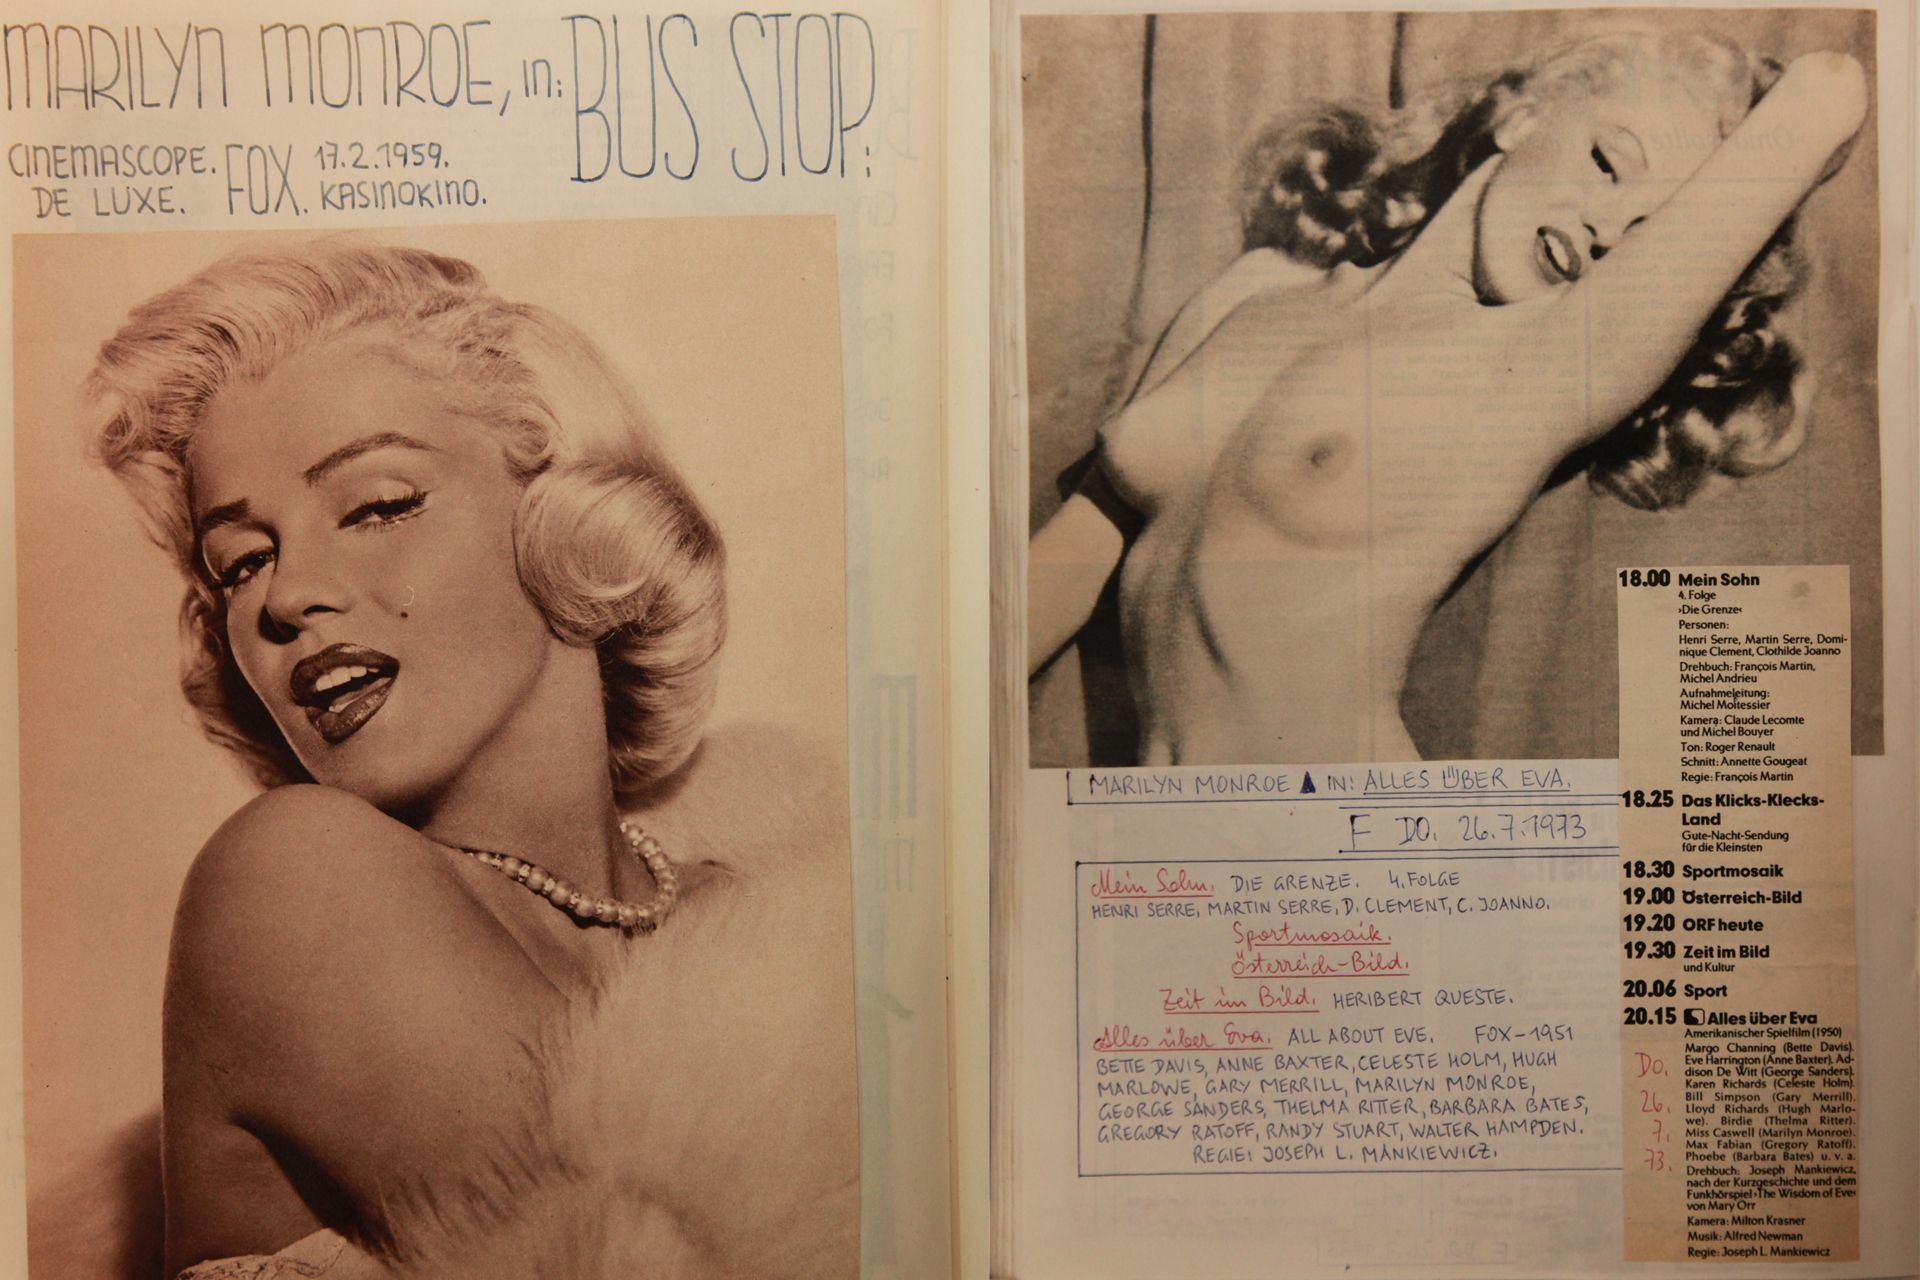 MARILYN MONROE, in: BUS STOP.
CINEMASCOPE. FOX. 17.2.1959.
DE LUXE. KASINOKINO.
MARILYN MONROE IN: ALLES ÜBER EVA.
F DO. 26.7.1973
Mein Sohn. DIE GRENZE. 4. FOLGE
HENRI SERRE, MARTIN SERRE, D. CLEMENT, C. JOANNO.
Sportmosaik.
Österreich-Bild.
Zeit im Bild. HERIBERT QUESTE.
Alles über Eva. ALL ABOUT EVE. FOX-1951
BETTE DAVIS, ANNE BAXTER, CELESTE HOLM, HUGH
MARLOWE, GARY MERRILL, MARILYN MONROE,
GEORGE SANDERS, THELMA RITTER, BARBARA BATES,
GREGORY RATOFF, RANDY STUART, WALTER HAMPDEN.
REGIE: JOSEPH L. MANKIEWICZ.
18.00 Mein Sohn
4. Folge
›Die Grenze‹
Personen:
Henri Serre, Martin Serre, Domi-
nique Clement, Clothilde Joanno
Drehbuch: François Martin,
Michel Andrieu
Aufnahmeleitung:
Michel Moitessier
Kamera: Claude Lecomte
und Michel Bouyer
Ton: Roger Renault
Schnitt: Annette Gougeat
Regie: François Martin
18.25 Das Klicks-Klecks-
Land
Gute-Nacht-Sendung
für die Kleinsten
18.30 Sportmosaik
19.00 Österreich-Bild
19.20 ORF heute
19.30 Zeit im Bild
und Kultur
20.06 Sport
20.15 Alles über Eva
Amerikanischer Spielfilm (1950)
Margo Channing (Bette Davis).
Eve Harrington (Anne Baxter). Ad-
dison De Witt (George Sanders).
Karen Richards (Celeste Holm).
Bill Simpson (Gary Merrill).
Lloyd Richards (Hugh Marlo-
we). Birdie (Thelma Ritter).
Miss Caswell (Marilyn Monroe).
Max Fabian (Gregory Ratoff).
Phoebe (Barbara Bates) u. v. a.
Drehbuch: Joseph Mankiewicz,
nach der Kurzgeschichte und dem
Funkhörspiel ›The Wisdom of Eve‹
von Mary Orr
Kamera: Milton Krasner
Musik: Alfred Newman
Regie: Joseph L. Mankiewicz
DO.
26.
7.
73.